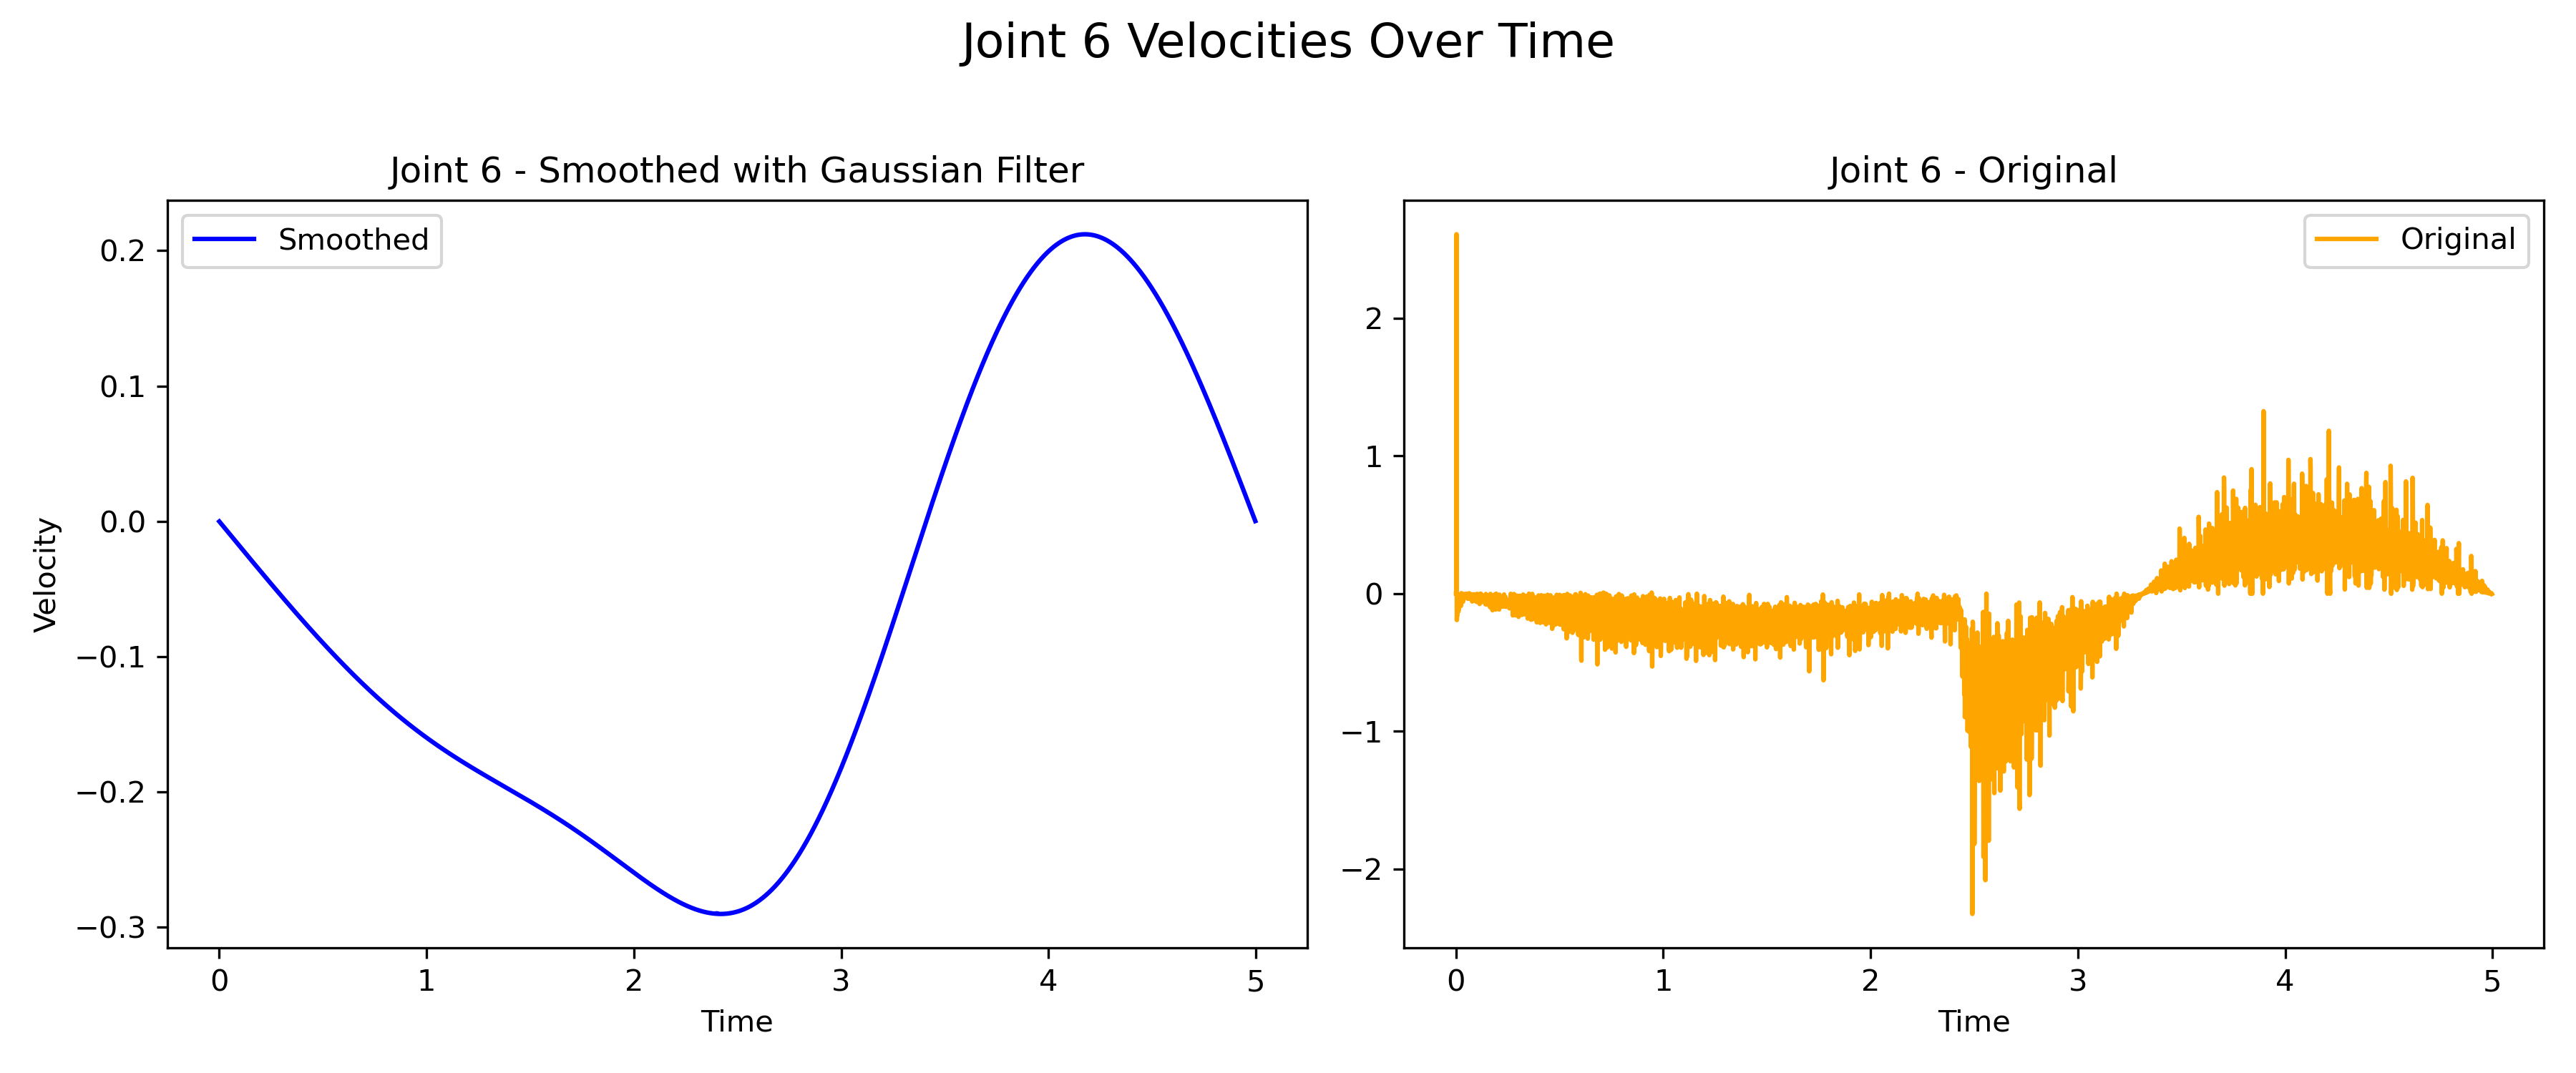 Joint 6 Velocities Over Time
Joint 6 - Smoothed with Gaussian Filter
Smoothed
Velocity
0.2
0.1
0.0
−0.1
−0.2
−0.3
0 1 2 3 4 5
Time
Joint 6 - Original
Original
2
1
0
−1
−2
0 1 2 3 4 5
Time